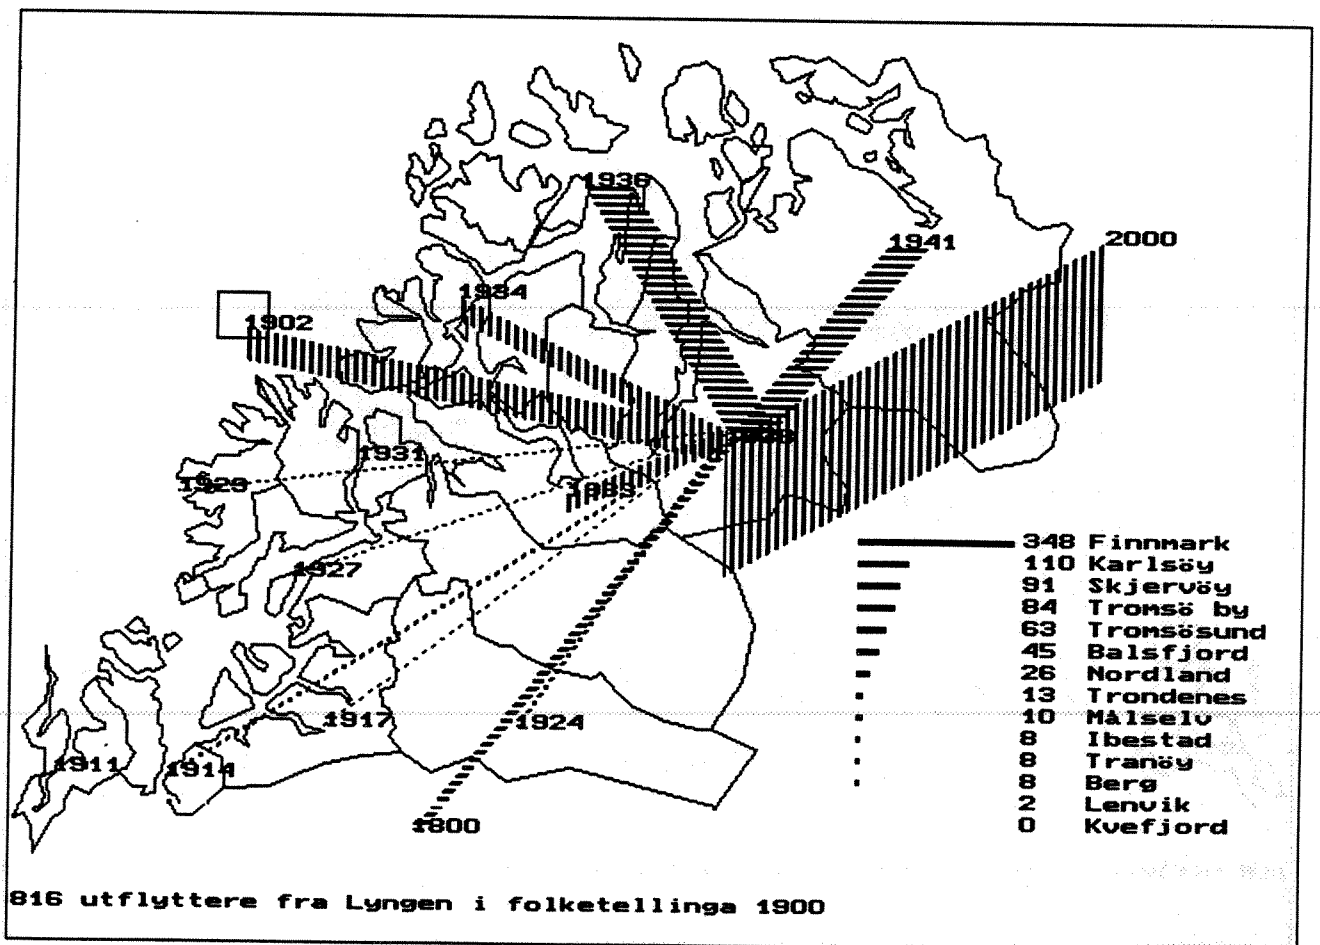 1936
1941
2000
1934
1902
1931
1923
1933
1927
1917
1924
1911
1914
1800
348 Finnmark
110 Karlsöy
91 Skjervöy
84 Tromsö by
63 Tromsösund
45 Balsfjord
26 Nordland
13 Trondenes
10 Målselv
8 Ibestad
8 Tranöy
8 Berg
2 Lenvik
0 Kvefjord
816 utflyttere fra Lyngen i folketellinga 1900